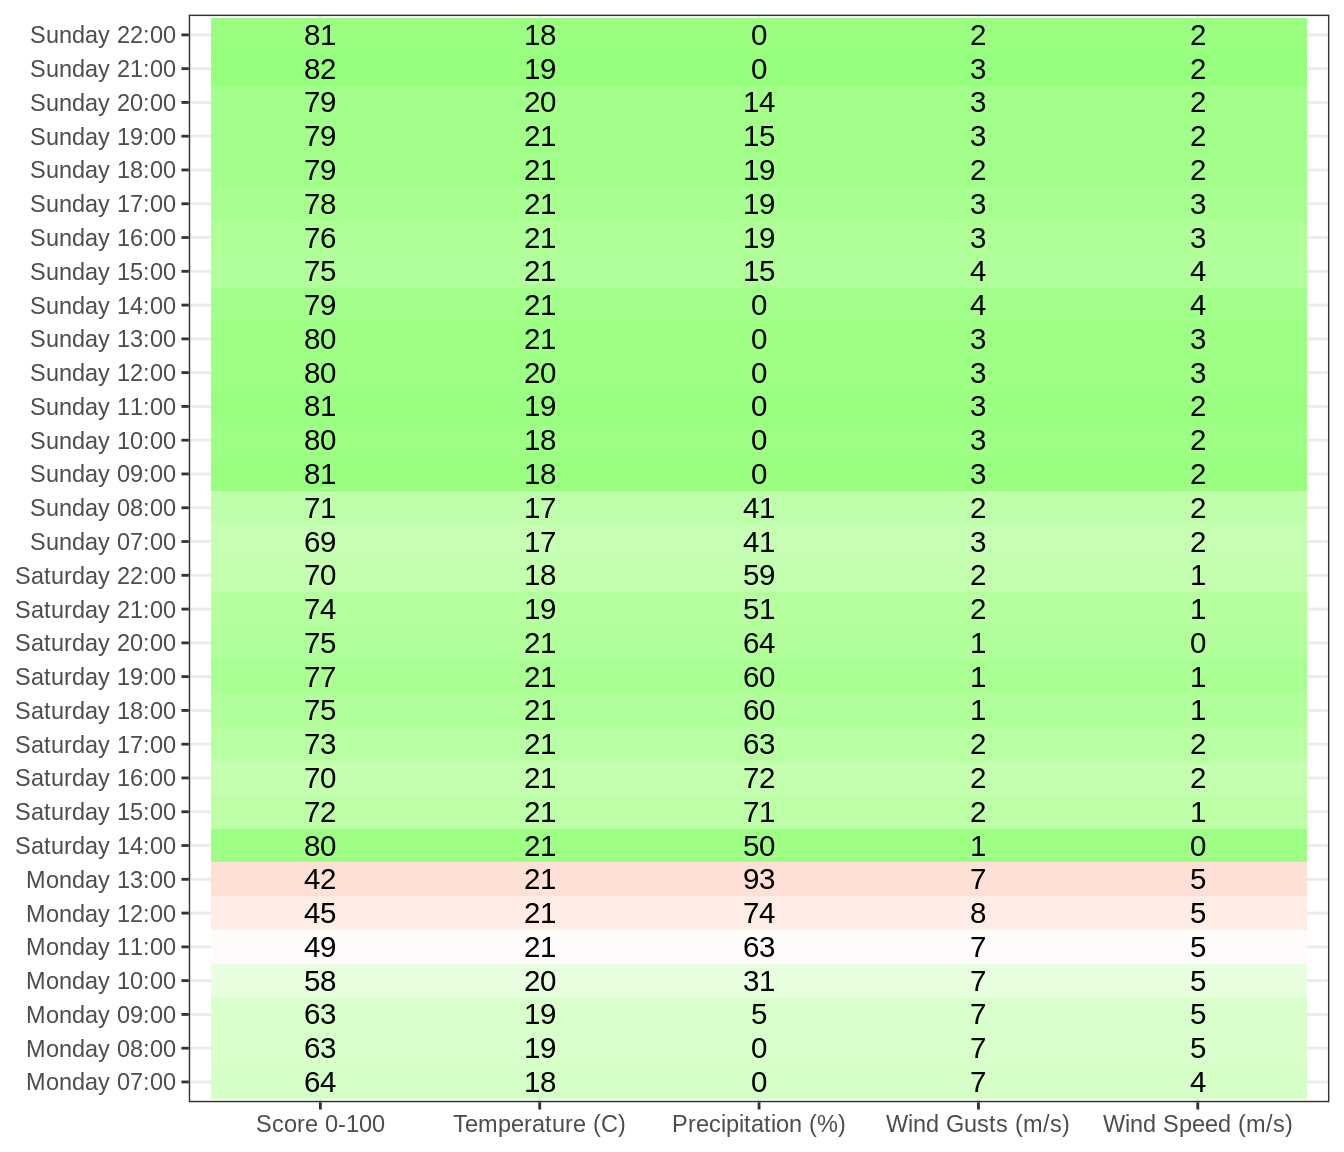 Sunday 22:00 81 18 0 2 2
Sunday 21:00 82 19 0 3 2
Sunday 20:00 79 20 14 3 2
Sunday 19:00 79 21 15 3 2
Sunday 18:00 79 21 19 2 2
Sunday 17:00 78 21 19 3 3
Sunday 16:00 76 21 19 3 3
Sunday 15:00 75 21 15 4 4
Sunday 14:00 79 21 0 4 4
Sunday 13:00 80 21 0 3 3
Sunday 12:00 80 20 0 3 3
Sunday 11:00 81 19 0 3 2
Sunday 10:00 80 18 0 3 2
Sunday 09:00 81 18 0 3 2
Sunday 08:00 71 17 41 2 2
Sunday 07:00 69 17 41 3 2
Saturday 22:00 70 18 59 2 1
Saturday 21:00 74 19 51 2 1
Saturday 20:00 75 21 64 1 0
Saturday 19:00 77 21 60 1 1
Saturday 18:00 75 21 60 1 1
Saturday 17:00 73 21 63 2 2
Saturday 16:00 70 21 72 2 2
Saturday 15:00 72 21 71 2 1
Saturday 14:00 80 21 50 1 0
Monday 13:00 42 21 93 7 5
Monday 12:00 45 21 74 8 5
Monday 11:00 49 21 63 7 5
Monday 10:00 58 20 31 7 5
Monday 09:00 63 19 5 7 5
Monday 08:00 63 19 0 7 5
Monday 07:00 64 18 0 7 4
Score 0-100 Temperature (C) Precipitation (%) Wind Gusts (m/s) Wind Speed (m/s)